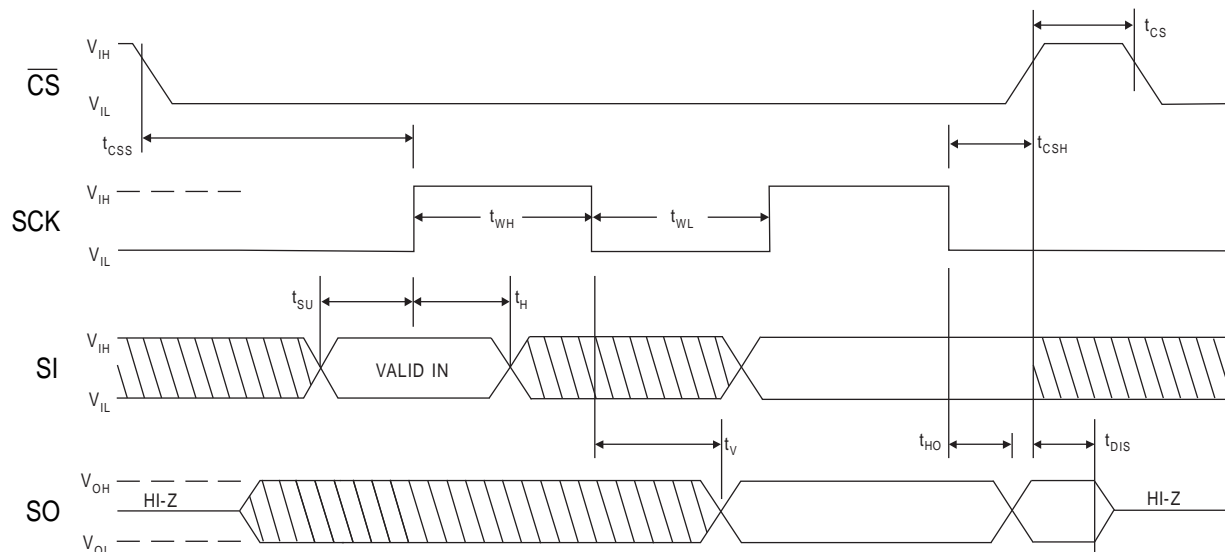 t_CS
V_IH
C̅S̅
V_IL
t_CSS
t_CSH
V_IH
SCK
t_WH
t_WL
V_IL
t_SU
t_H
V_IH
SI
VALID IN
V_IL
t_V
t_HO
t_DIS
V_OH
HI-Z
HI-Z
SO
V_OL